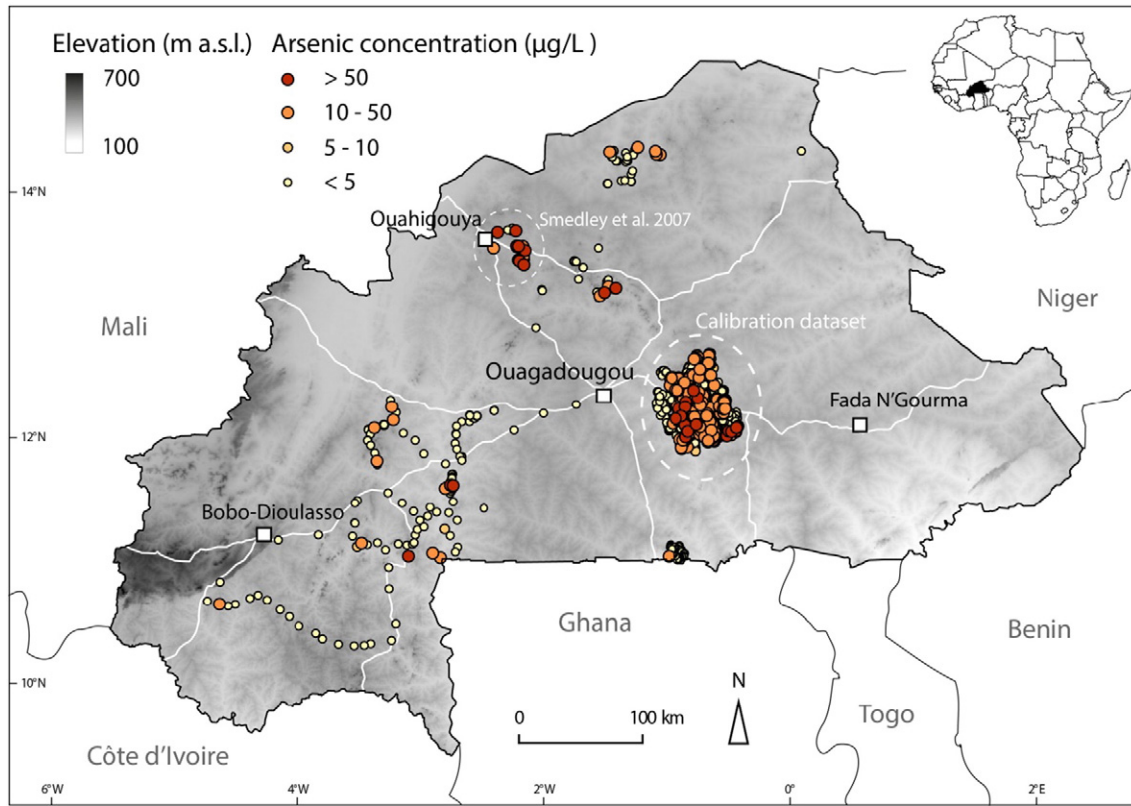 Elevation (m a.s.l.)
700
100
Arsenic concentration (µg/L )
> 50
10 - 50
5 - 10
< 5
14°N
12°N
10°N
Ouahigouya
Smedley et al. 2007
Mali
Niger
Calibration dataset
Ouagadougou
Fada N'Gourma
Bobo-Dioulasso
Ghana
Benin
Togo
Côte d'Ivoire
0
100 km
N
6°W
4°W
2°W
0°
2°E